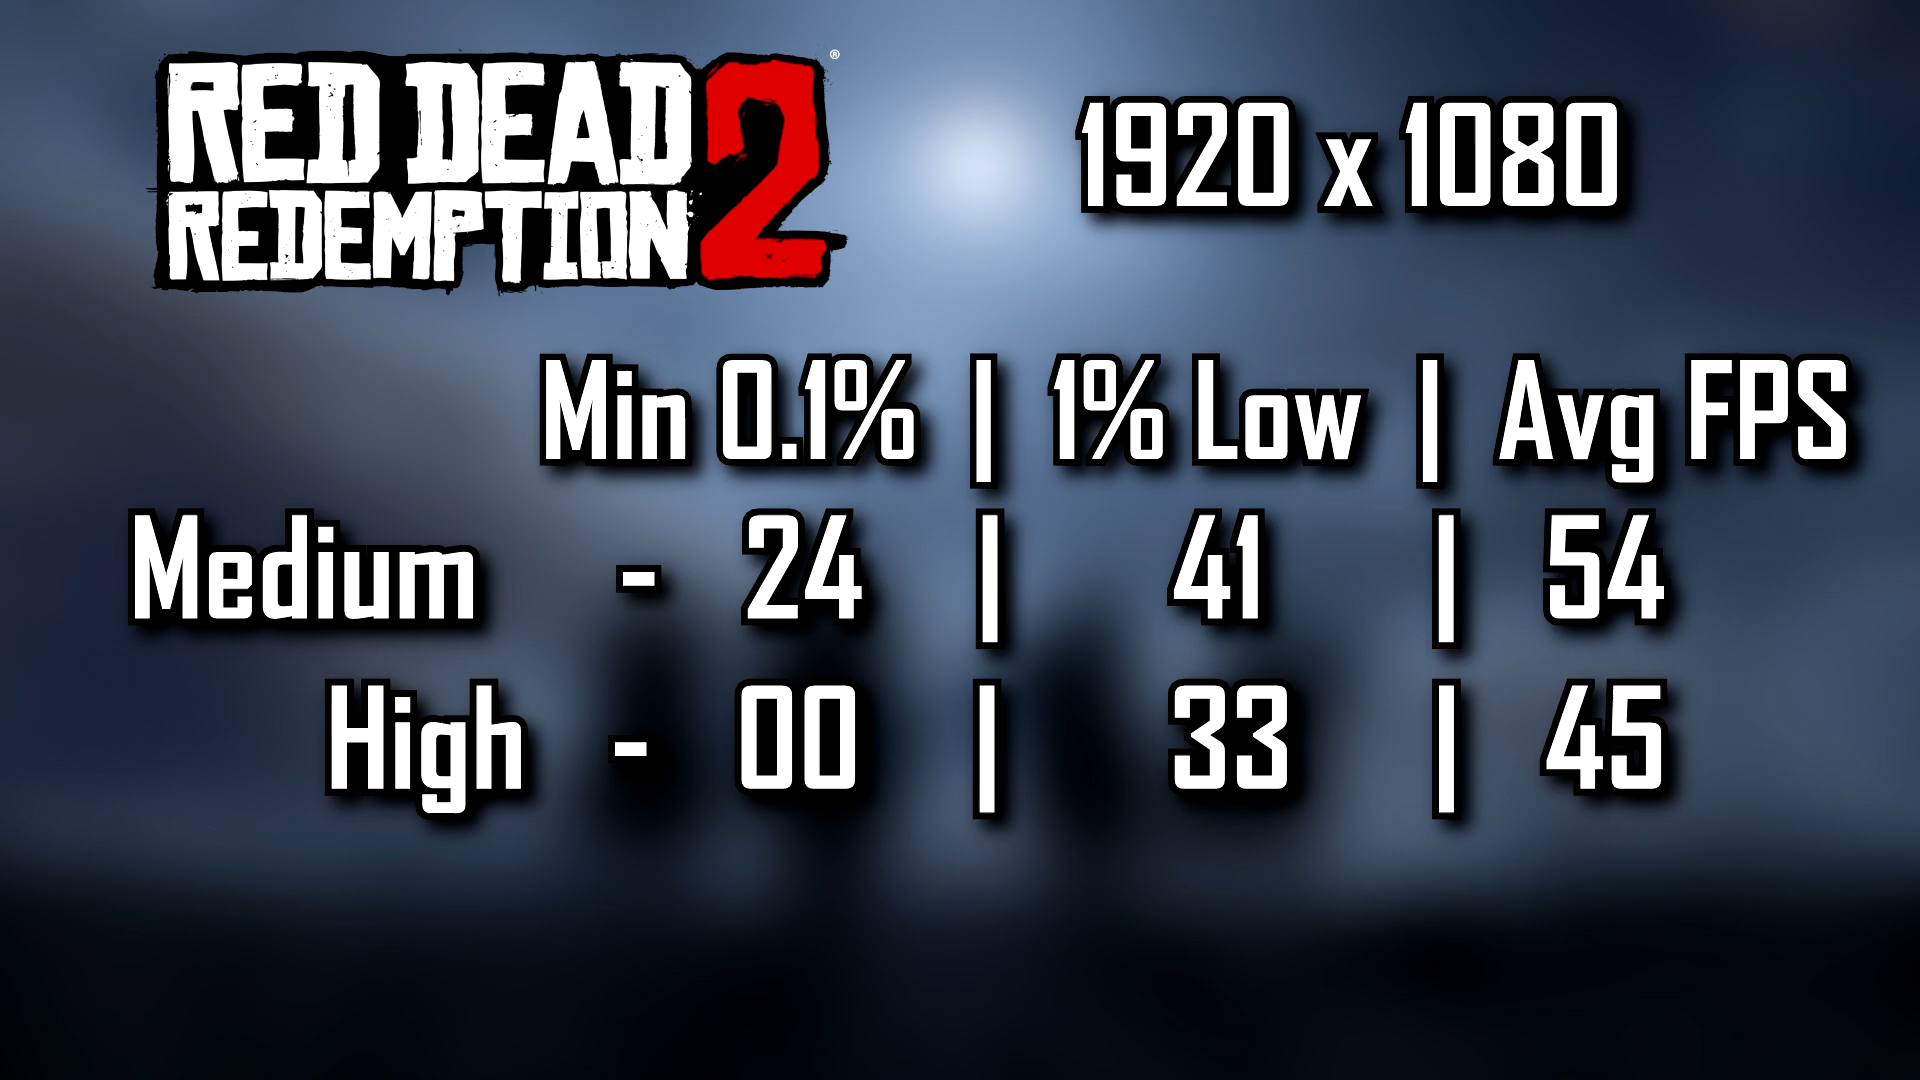 RED DEAD
REDEMPTION 2®
1920 x 1080
Min 0.1% | 1% Low | Avg FPS
Medium - 24 | 41 | 54
High - 00 | 33 | 45